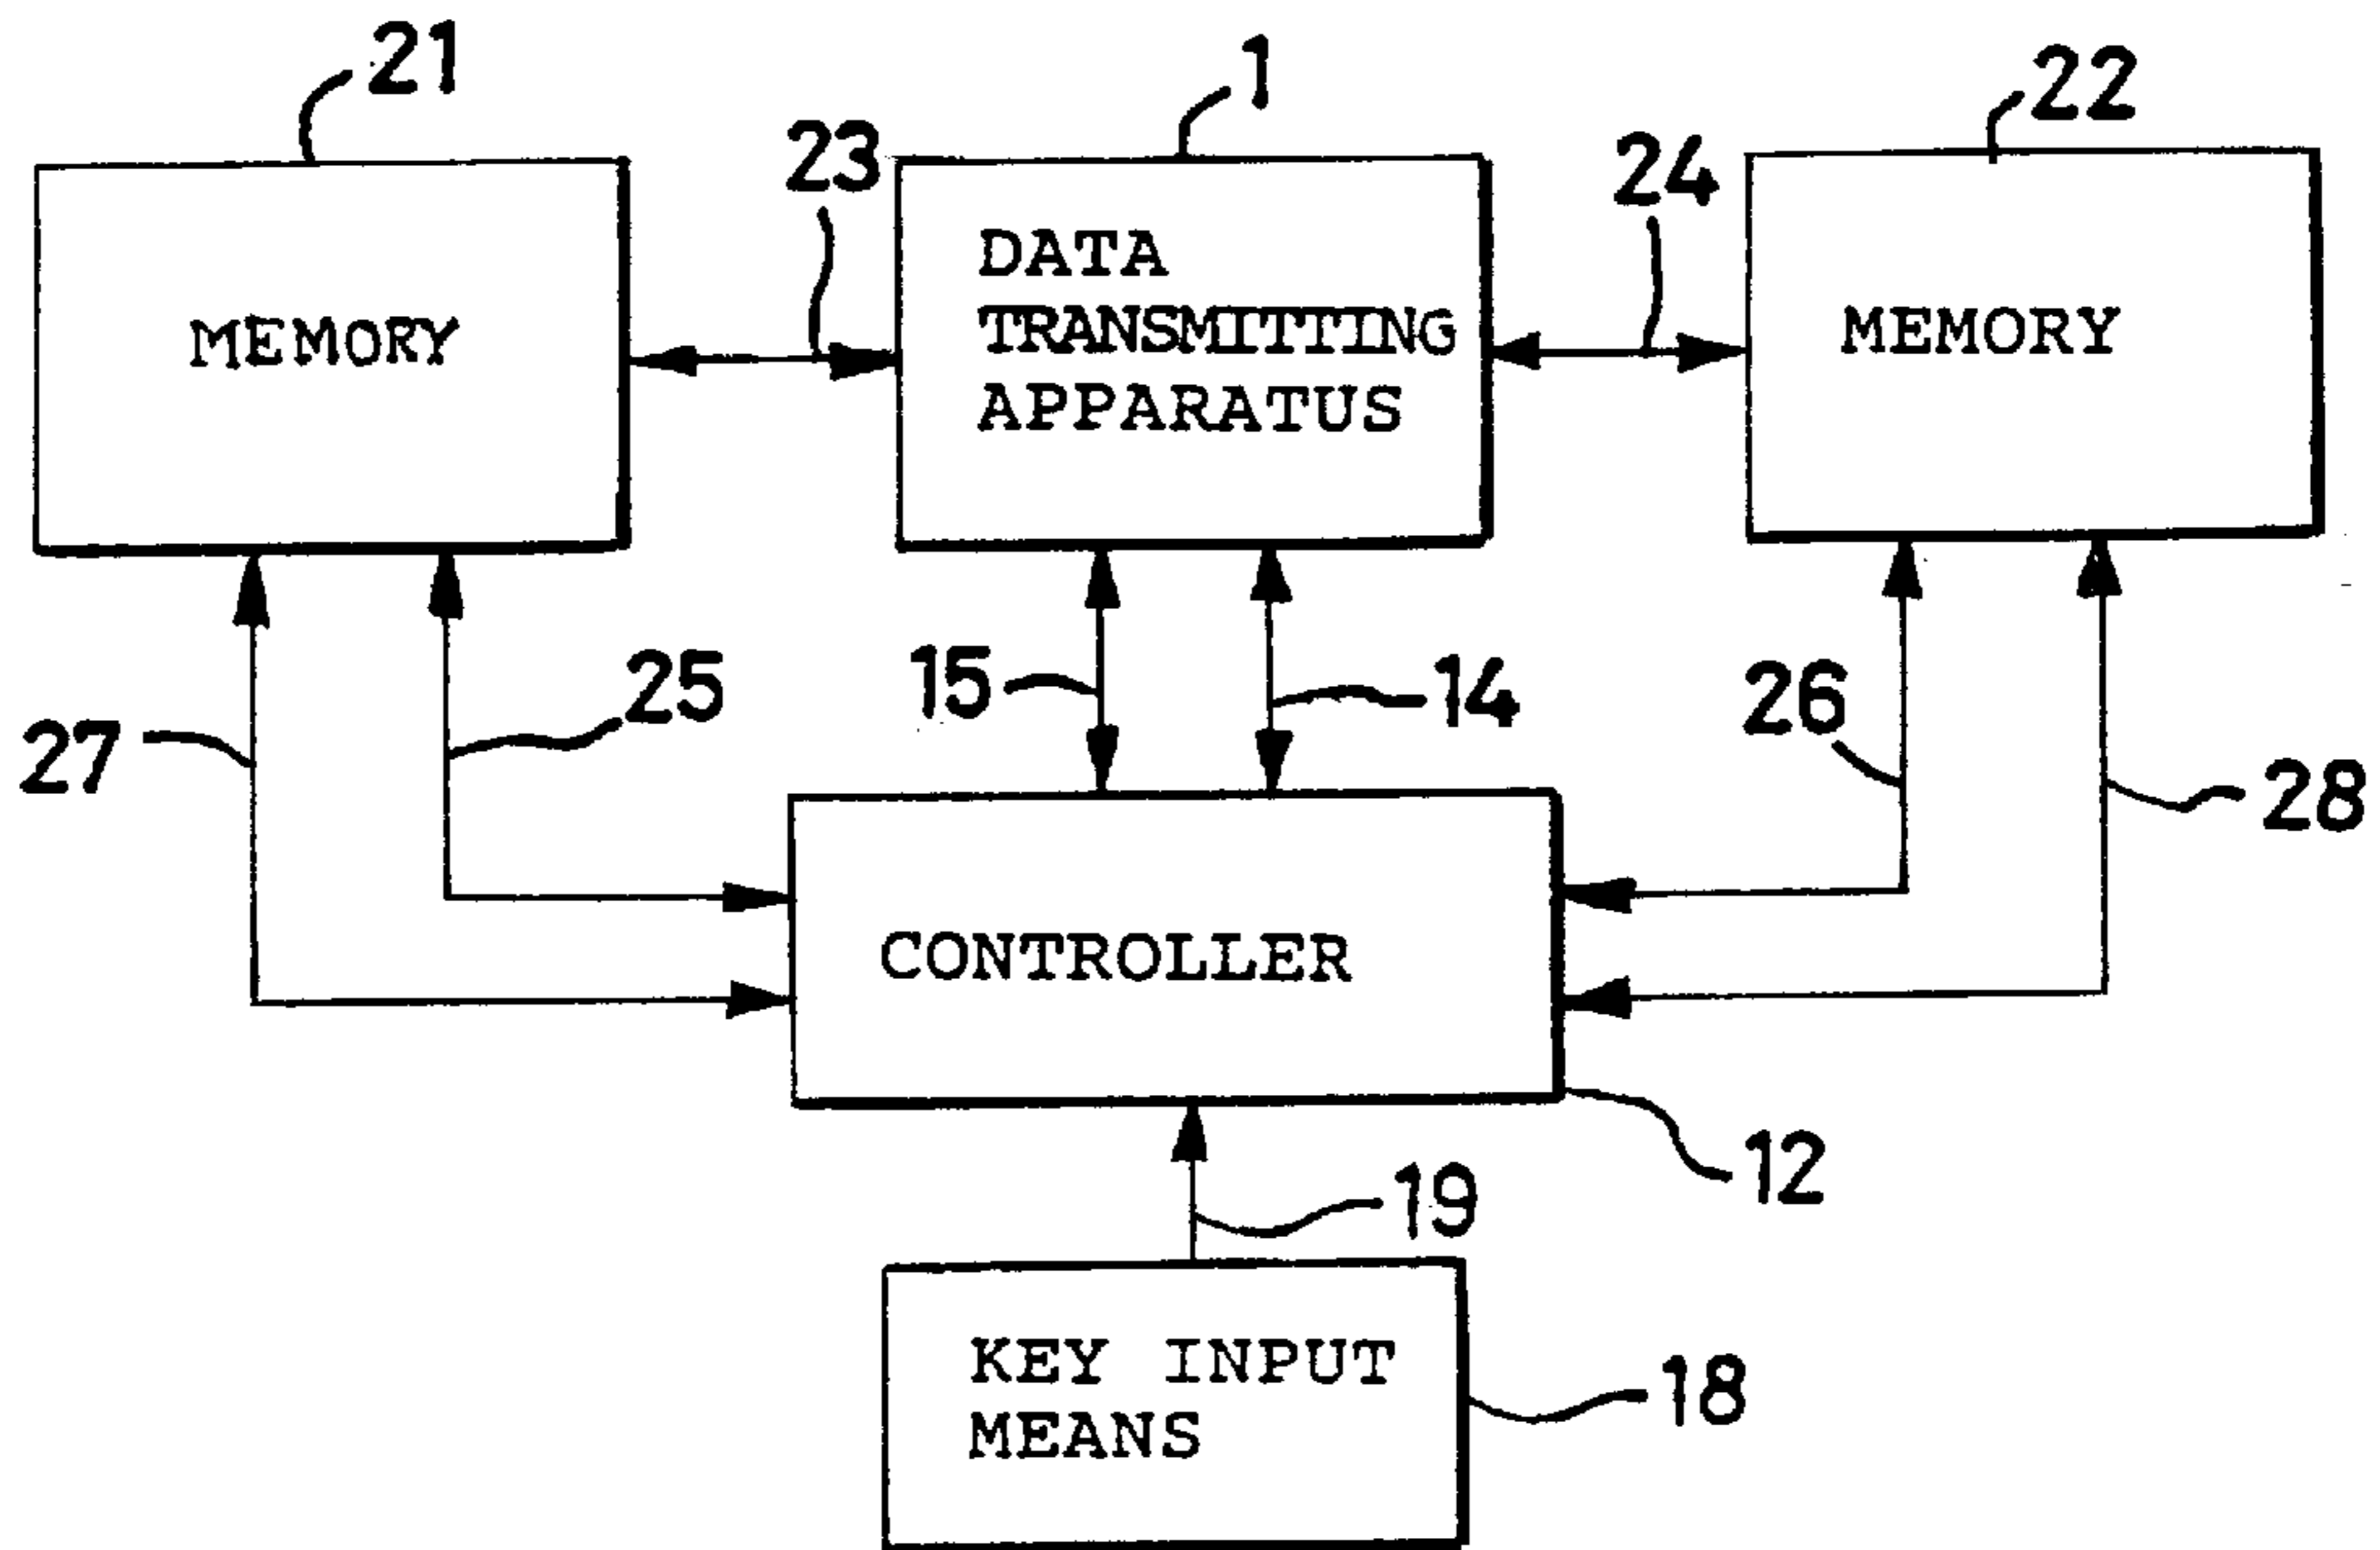 21
1
22
23
24
MEMORY
DATA
TRANSMITTING
APPARATUS
MEMORY
27
25
15
14
26
28
CONTROLLER
12
19
KEY INPUT
MEANS
18